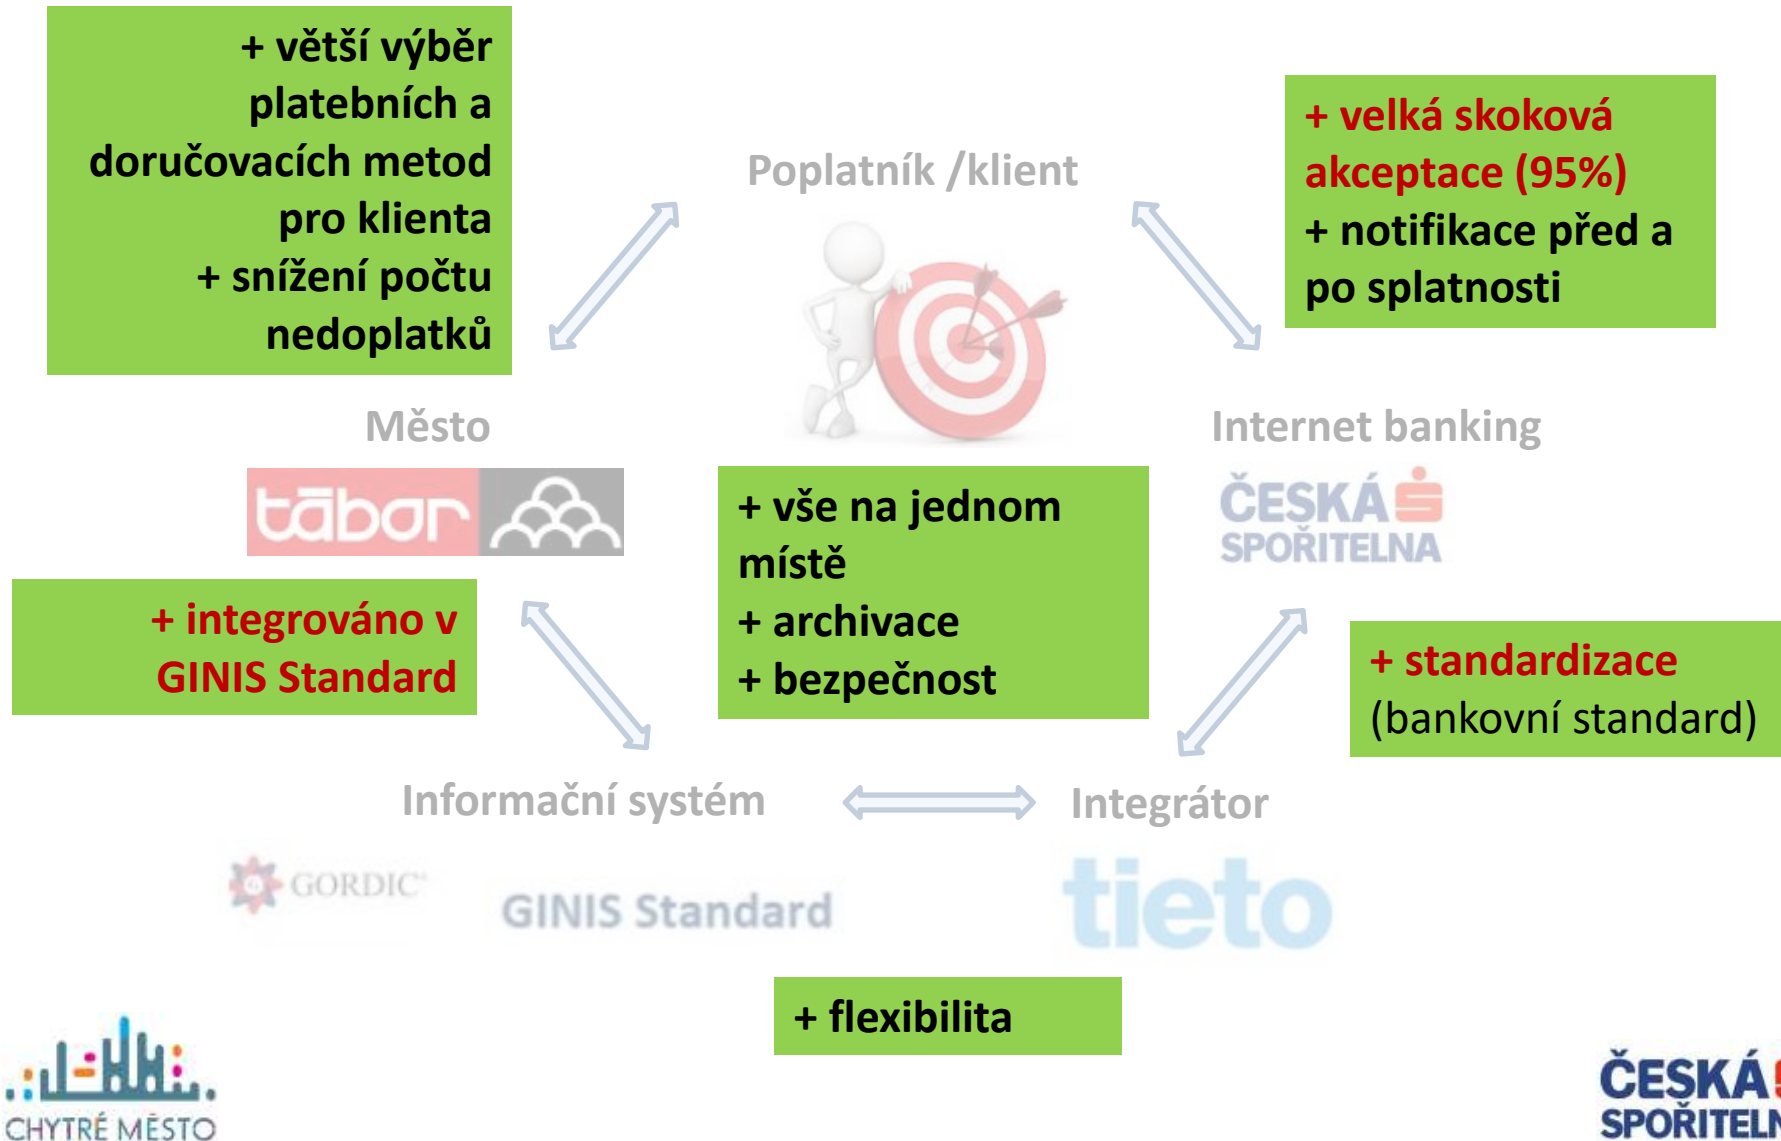 + větší výběr
platebních a
doručovacích metod
pro klienta
+ snížení počtu
nedoplatků
Poplatník /klient
+ velká skoková
akceptace (95%)
+ notifikace před a
po splatnosti
Město
tábor
Internet banking
ČESKÁ
SPOŘITELNA
+ vše na jednom
místě
+ archivace
+ bezpečnost
+ integrováno v
GINIS Standard
+ standardizace
(bankovní standard)
Informační systém
Integrátor
GORDIC
GINIS Standard
tieto
+ flexibilita
CHYTRÉ MĚSTO
ČESKÁ
SPOŘITELN